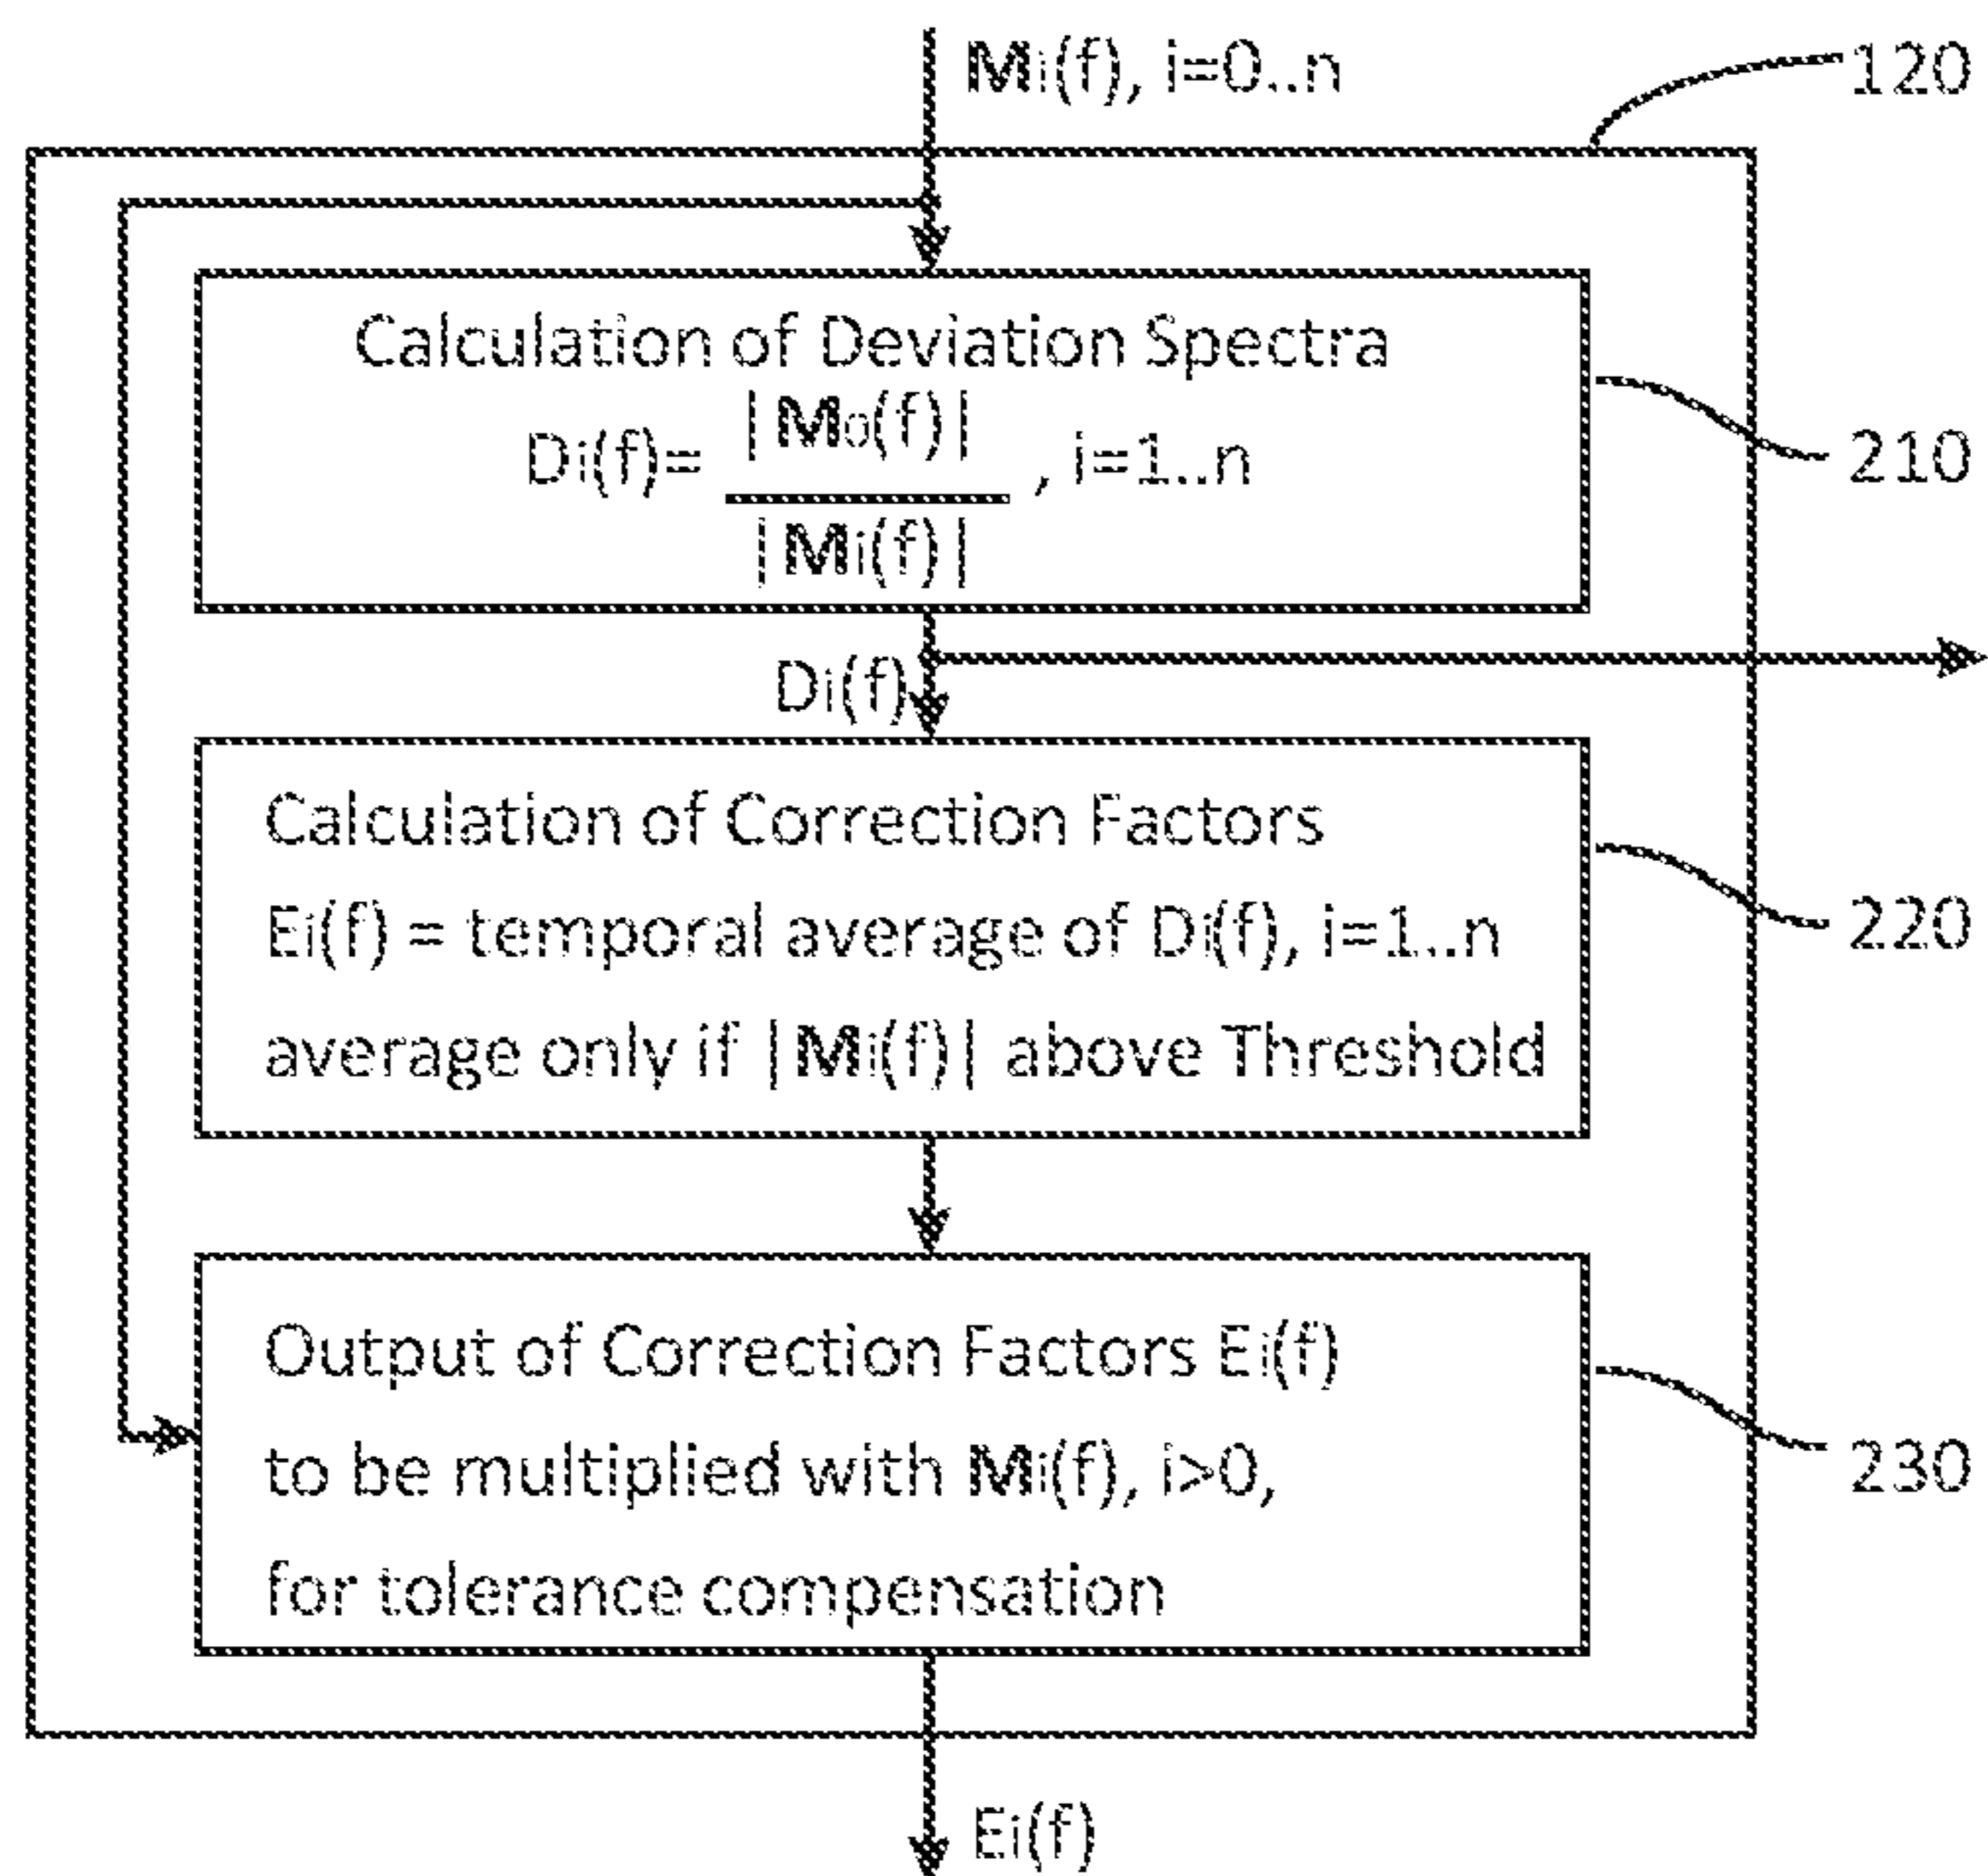 Mi(f), i=0..n
120
Calculation of Deviation Spectra
|M0(f)|
Di(f)= , i=1..n
210
|Mi(f)|
Di(f)
Calculation of Correction Factors
Ei(f) = temporal average of Di(f), i=1..n
220
average only if |Mi(f)| above Threshold
Output of Correction Factors Ei(f)
to be multiplied with Mi(f), i>0,
230
for tolerance compensation
Ei(f)